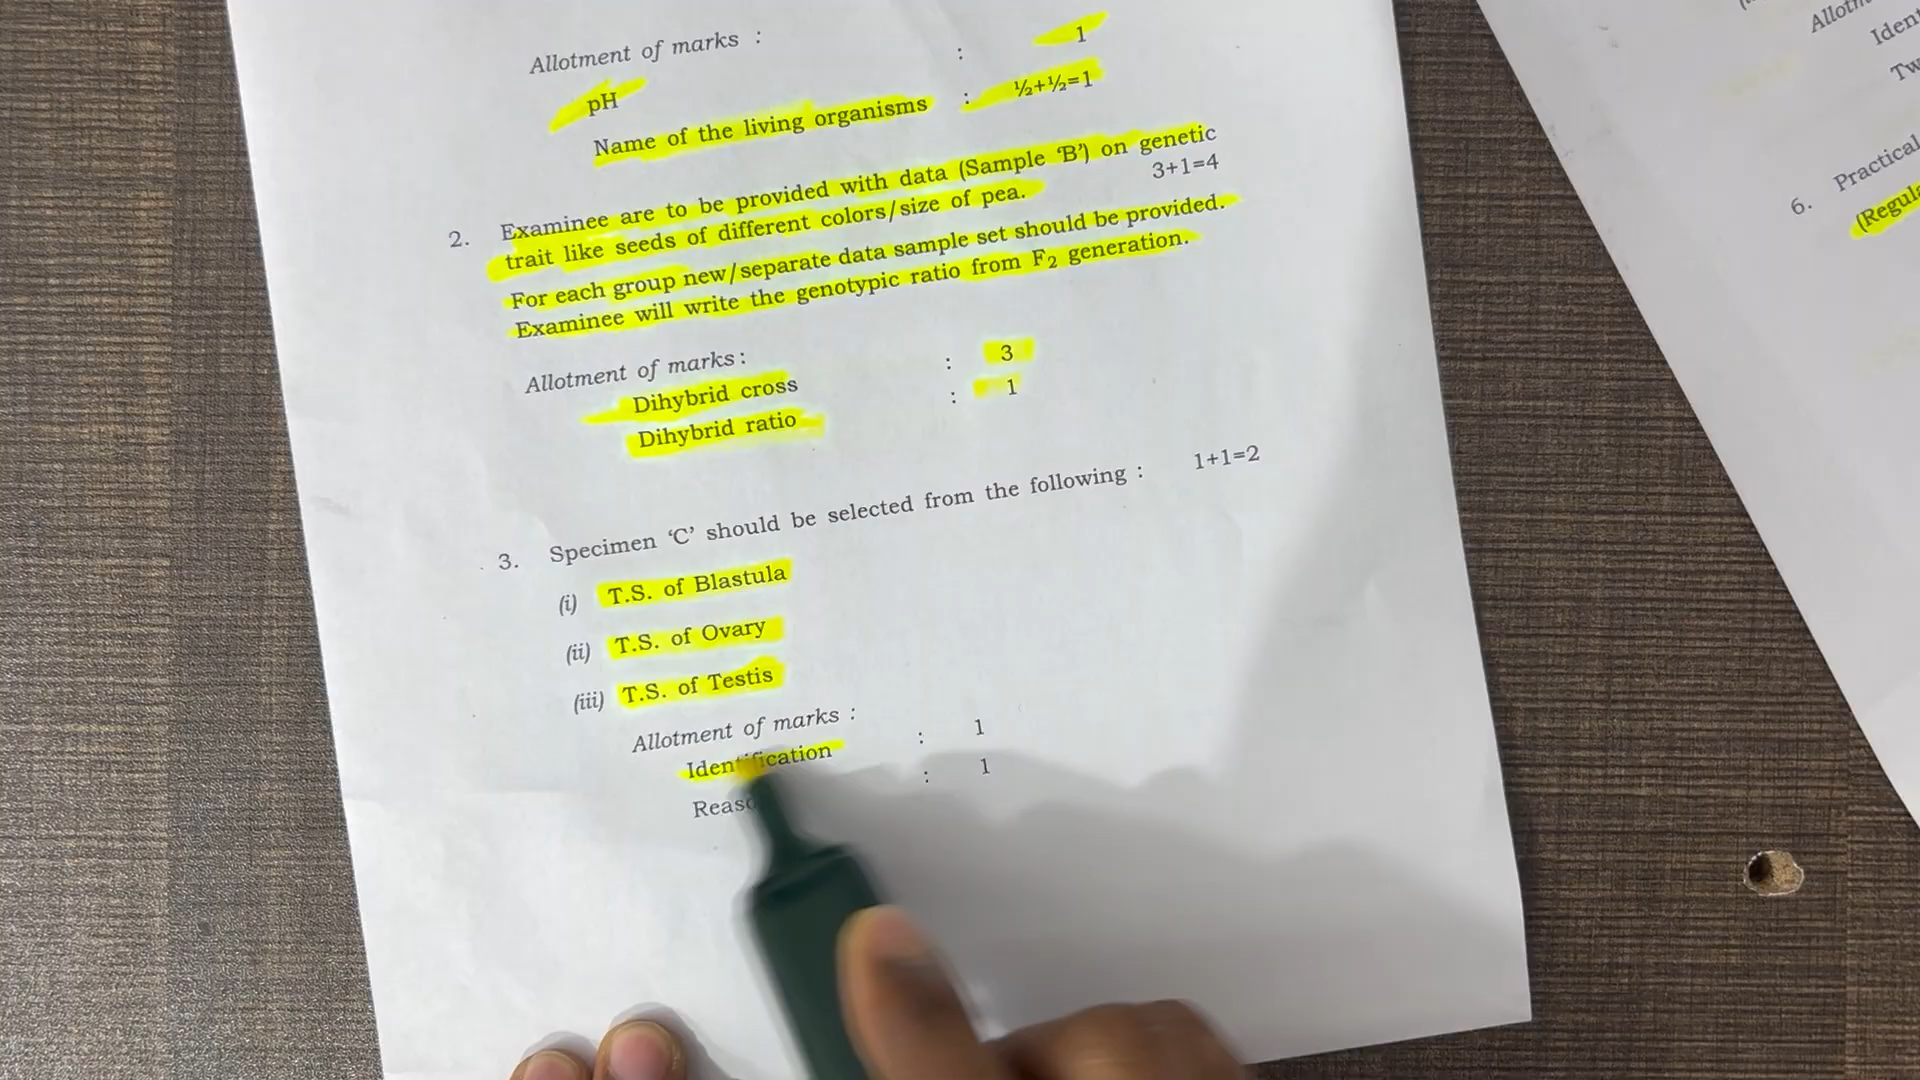 Allotment of marks :
pH : 1
Name of the living organisms : ½+½=1
2. Examinee are to be provided with data (Sample ‘B’) on genetic
trait like seeds of different colors/size of pea. 3+1=4
For each group new/separate data sample set should be provided.
Examinee will write the genotypic ratio from F₂ generation.
Allotment of marks:
Dihybrid cross : 3
Dihybrid ratio : 1
3. Specimen ‘C’ should be selected from the following : 1+1=2
(i) T.S. of Blastula
(ii) T.S. of Ovary
(iii) T.S. of Testis
Allotment of marks :
Identification : 1
: 1
6. Practical